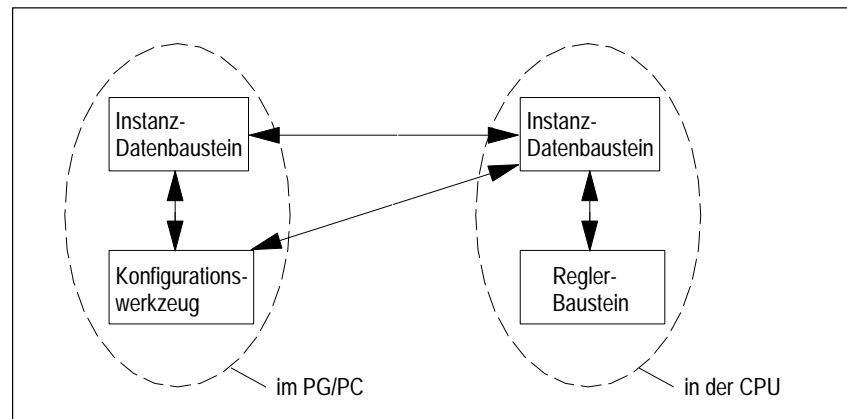 Instanz-
Datenbaustein
Instanz-
Datenbaustein
Konfigurations-
werkzeug
Regler-
Baustein
im PG/PC
in der CPU